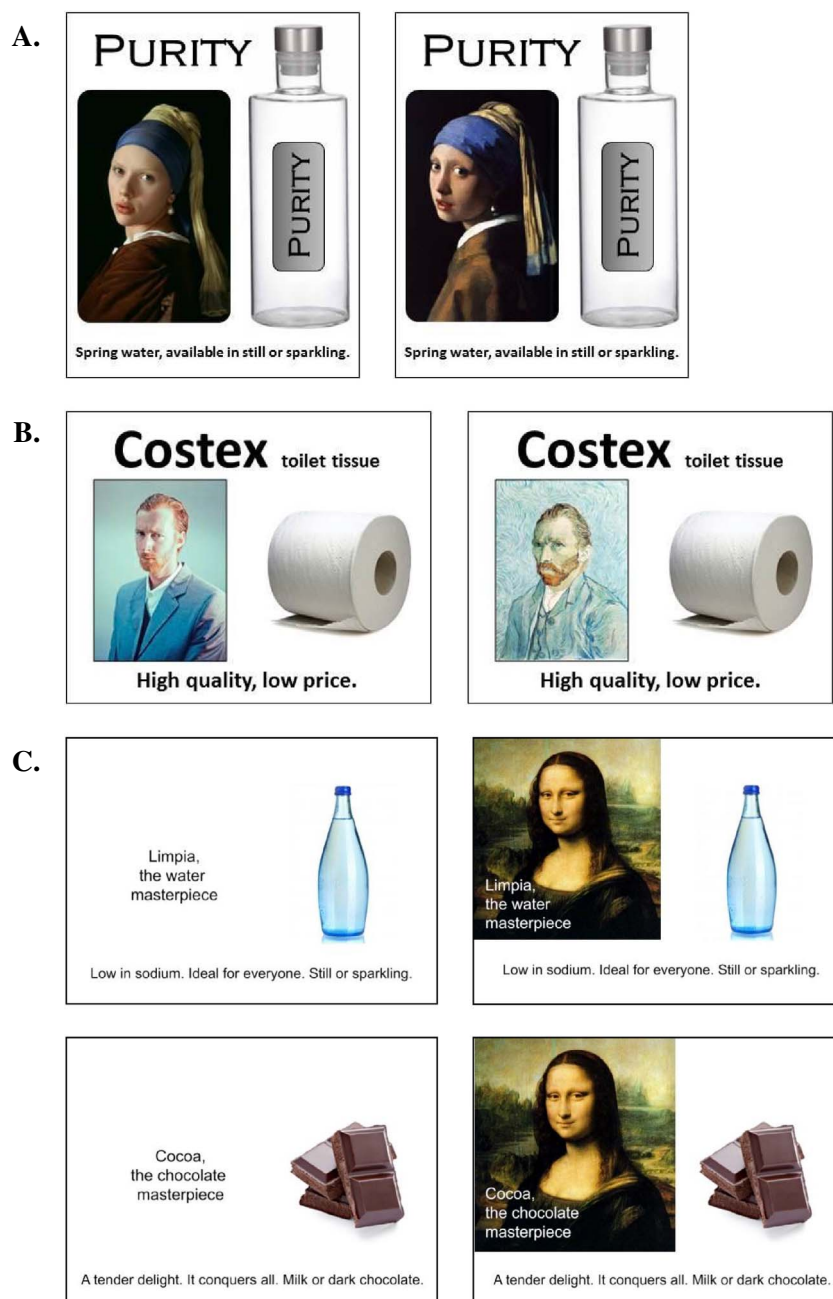 A.
PURITY
PURITY
Spring water, available in still or sparkling.
PURITY
PURITY
Spring water, available in still or sparkling.
B.
Costex toilet tissue
High quality, low price.
Costex toilet tissue
High quality, low price.
C.
Limpia,
the water
masterpiece
Low in sodium. Ideal for everyone. Still or sparkling.
Limpia,
the water
masterpiece
Low in sodium. Ideal for everyone. Still or sparkling.
Cocoa,
the chocolate
masterpiece
A tender delight. It conquers all. Milk or dark chocolate.
Cocoa,
the chocolate
masterpiece
A tender delight. It conquers all. Milk or dark chocolate.